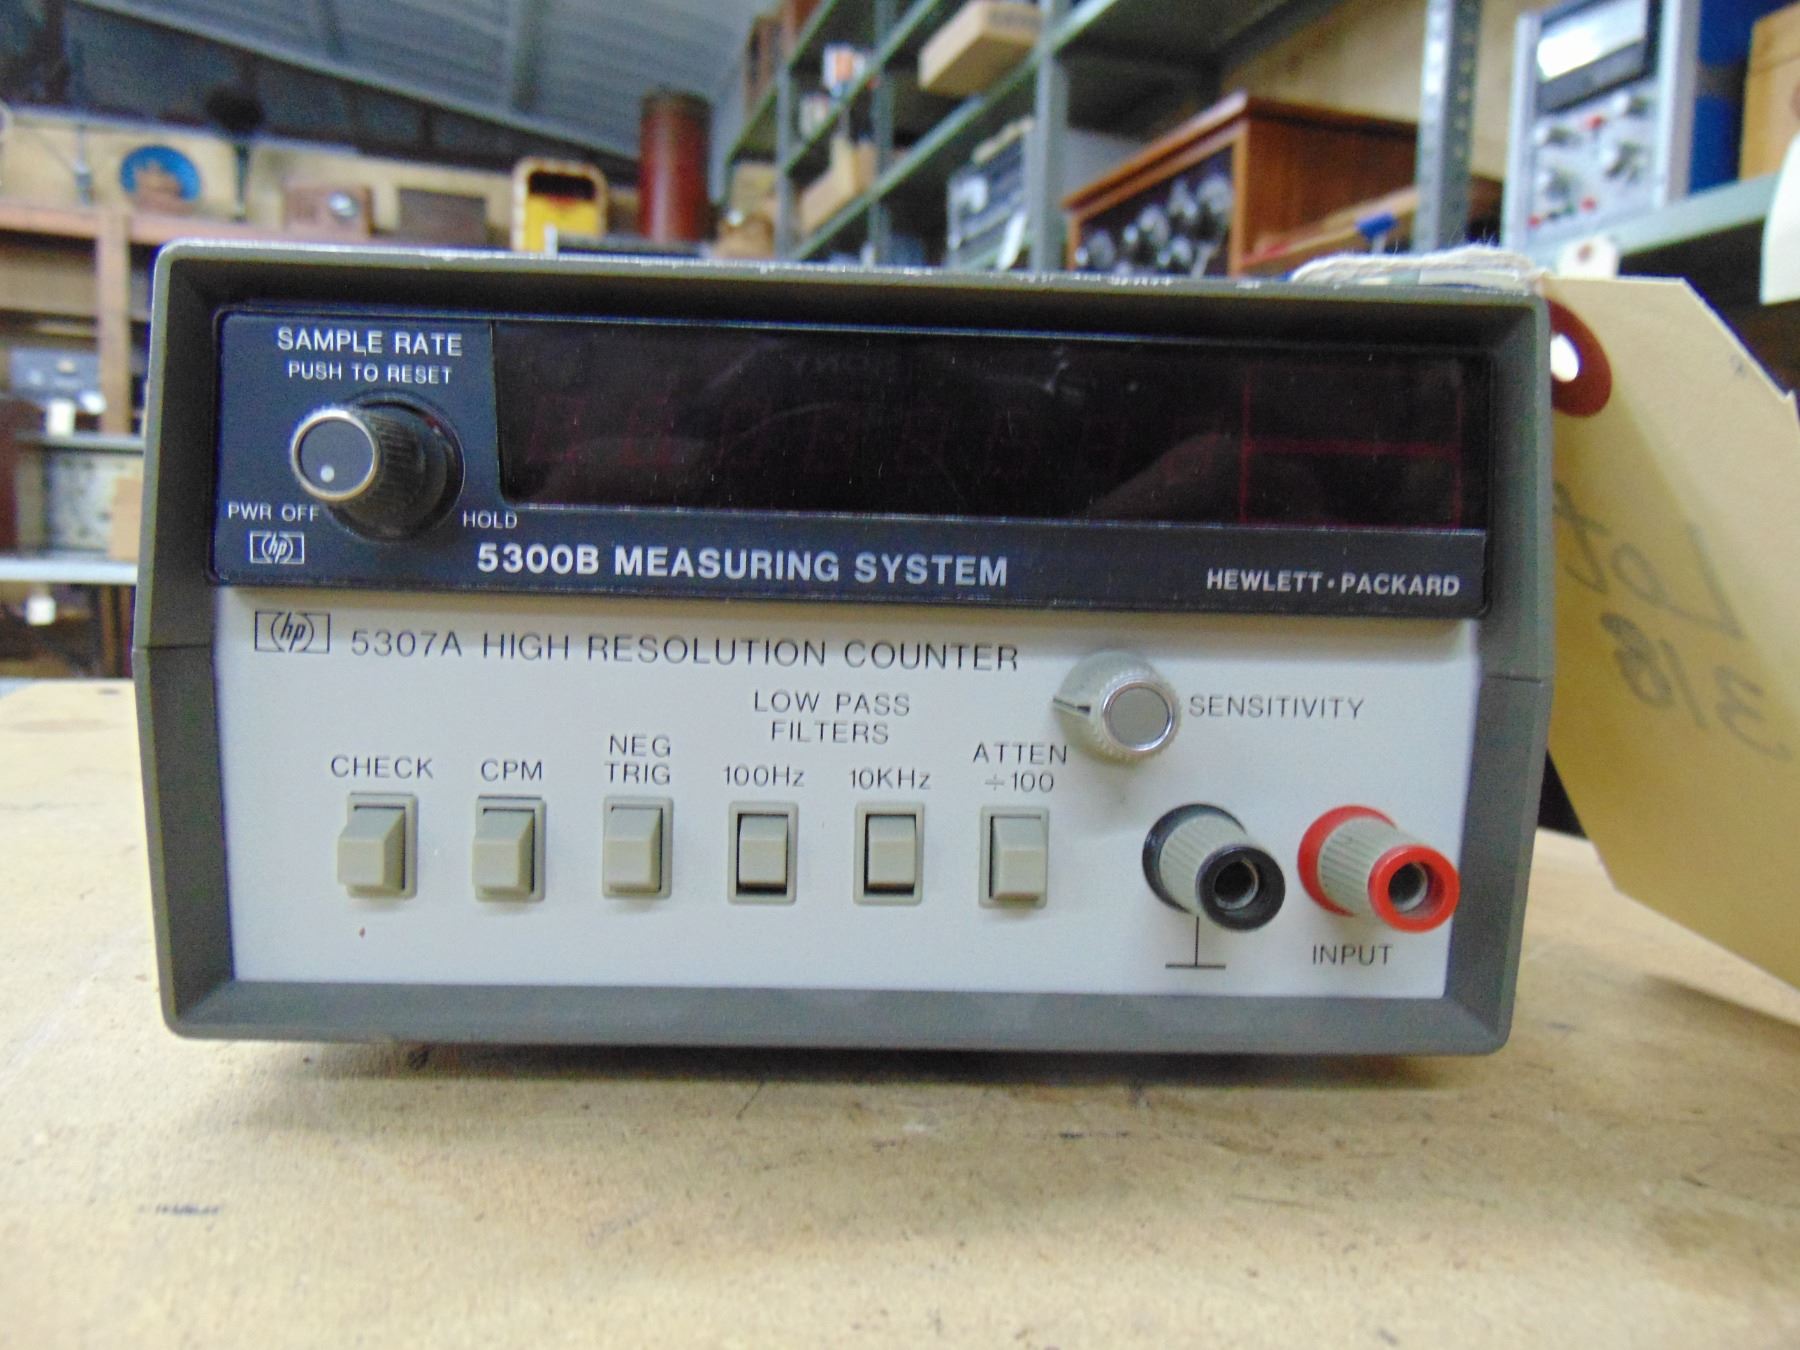 SAMPLE RATE
PUSH TO RESET
PWR OFF
HOLD
hp
5300B MEASURING SYSTEM
HEWLETT • PACKARD
hp 5307A HIGH RESOLUTION COUNTER
SENSITIVITY
LOW PASS
FILTERS
CHECK
CPM
NEG
TRIG
100Hz
10KHz
ATTEN
÷100
INPUT